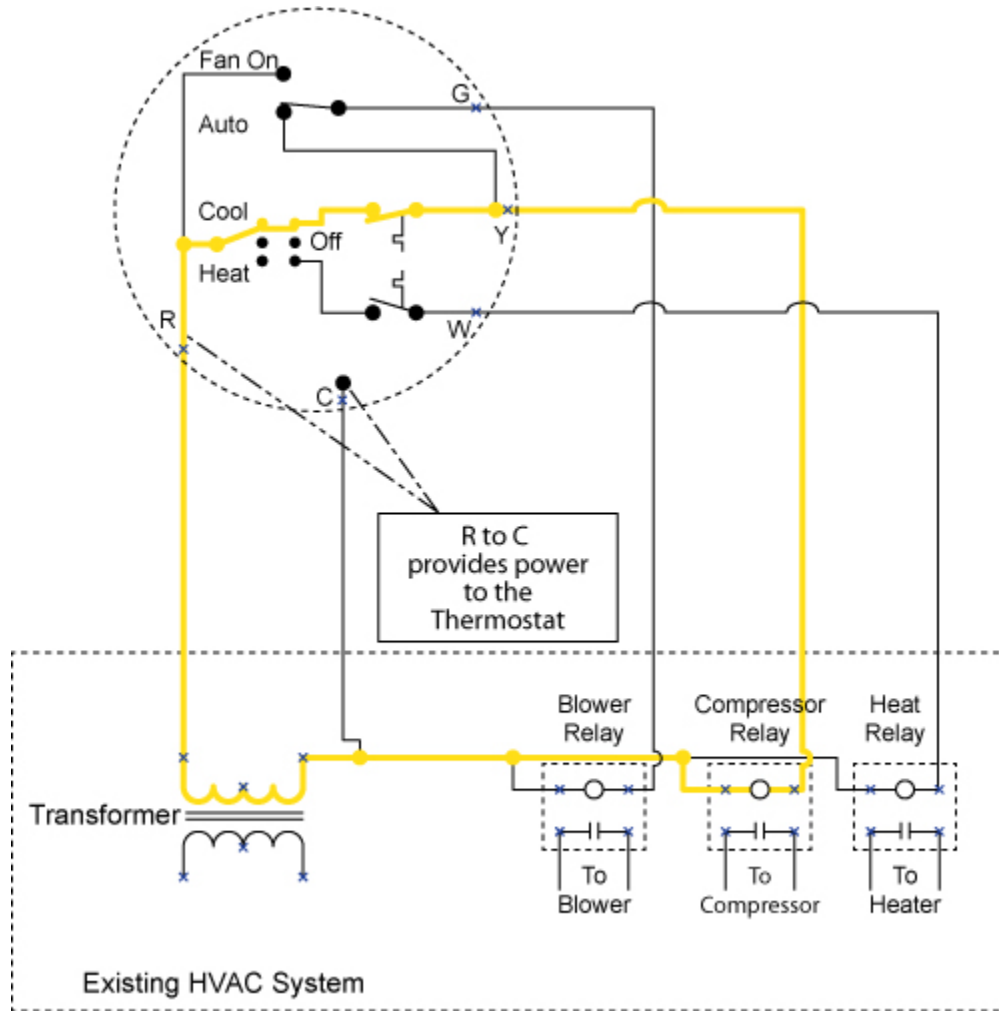 Fan On
G
Auto
Cool
Off
Y
Heat
R
W
C
R to C
provides power
to the
Thermostat
Blower
Relay
Compressor
Relay
Heat
Relay
Transformer
To
Blower
To
Compressor
To
Heater
Existing HVAC System